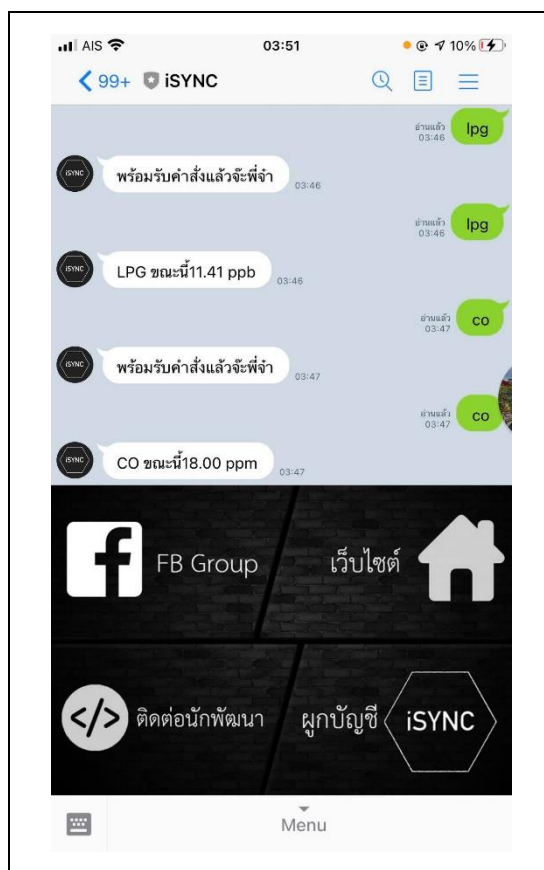 AIS
03:51
10%
99+ iSYNC
อ่านแล้ว
03:46
lpg
iSYNC
พร้อมรับคำสั่งแล้วจ๊ะพี่จ๋า
03:46
อ่านแล้ว
03:46
lpg
iSYNC
LPG ขณะนี้11.41 ppb
03:46
อ่านแล้ว
03:47
co
iSYNC
พร้อมรับคำสั่งแล้วจ๊ะพี่จ๋า
03:47
อ่านแล้ว
03:47
co
iSYNC
CO ขณะนี้18.00 ppm
03:47
f FB Group
เว็บไซต์
</> ติดต่อนักพัฒนา
ผูกบัญชี
iSYNC
Menu